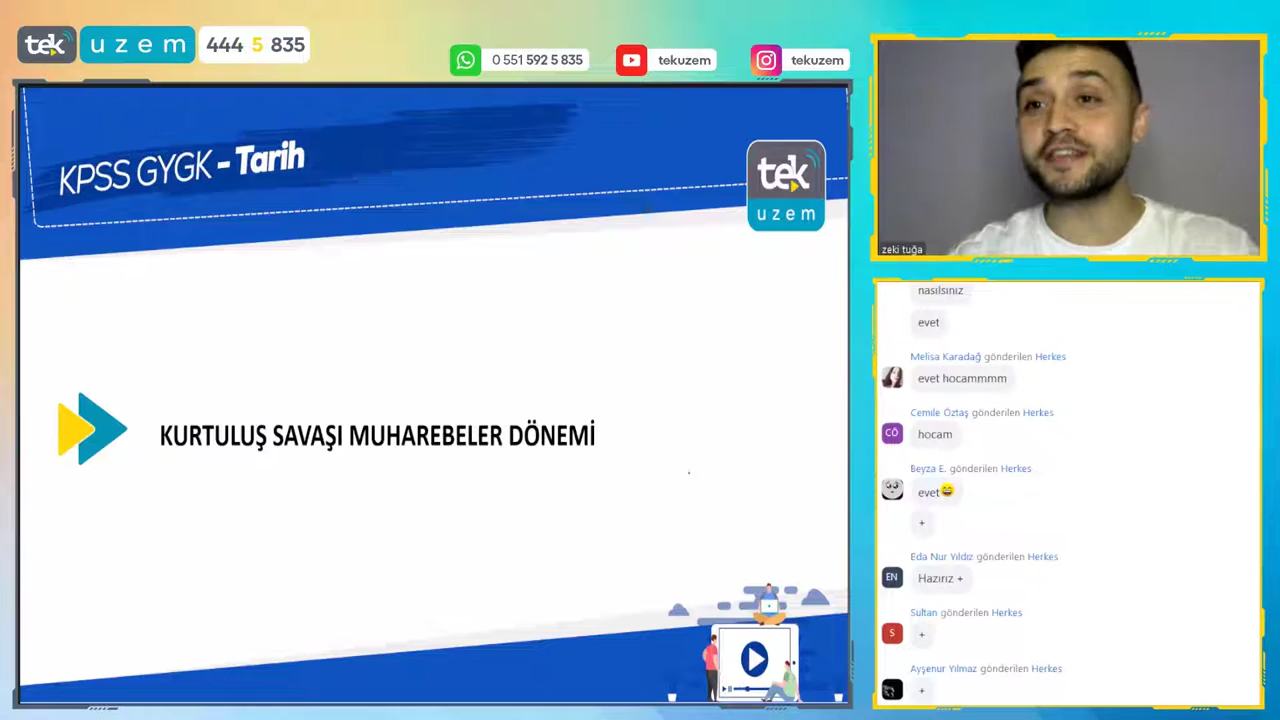 tek uzem 444 5 835
0 551 592 5 835
tekuzem
tekuzem
KPSS GYGK - Tarih
tek
uzem
KURTULUŞ SAVAŞI MUHAREBELER DÖNEMİ
zeki tuğa
nasılsınız
evet
Melisa Karadağ gönderilen Herkes
evet hocammmm
Cemile Öztaş gönderilen Herkes
CÖ
hocam
Beyza E. gönderilen Herkes
evet😄
+
Eda Nur Yıldız gönderilen Herkes
EN
Hazırız +
Sultan gönderilen Herkes
S
+
Ayşenur Yılmaz gönderilen Herkes
+